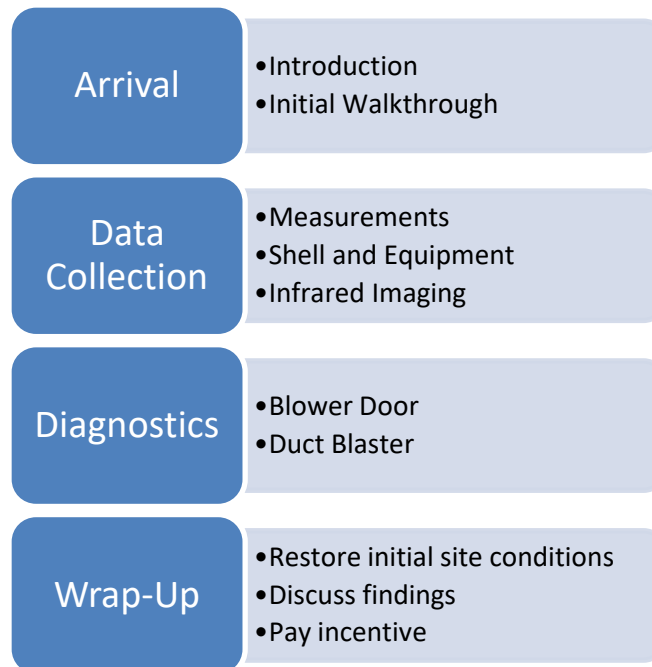 Arrival
•Introduction
•Initial Walkthrough
Data
Collection
•Measurements
•Shell and Equipment
•Infrared Imaging
Diagnostics
•Blower Door
•Duct Blaster
Wrap-Up
•Restore initial site conditions
•Discuss findings
•Pay incentive